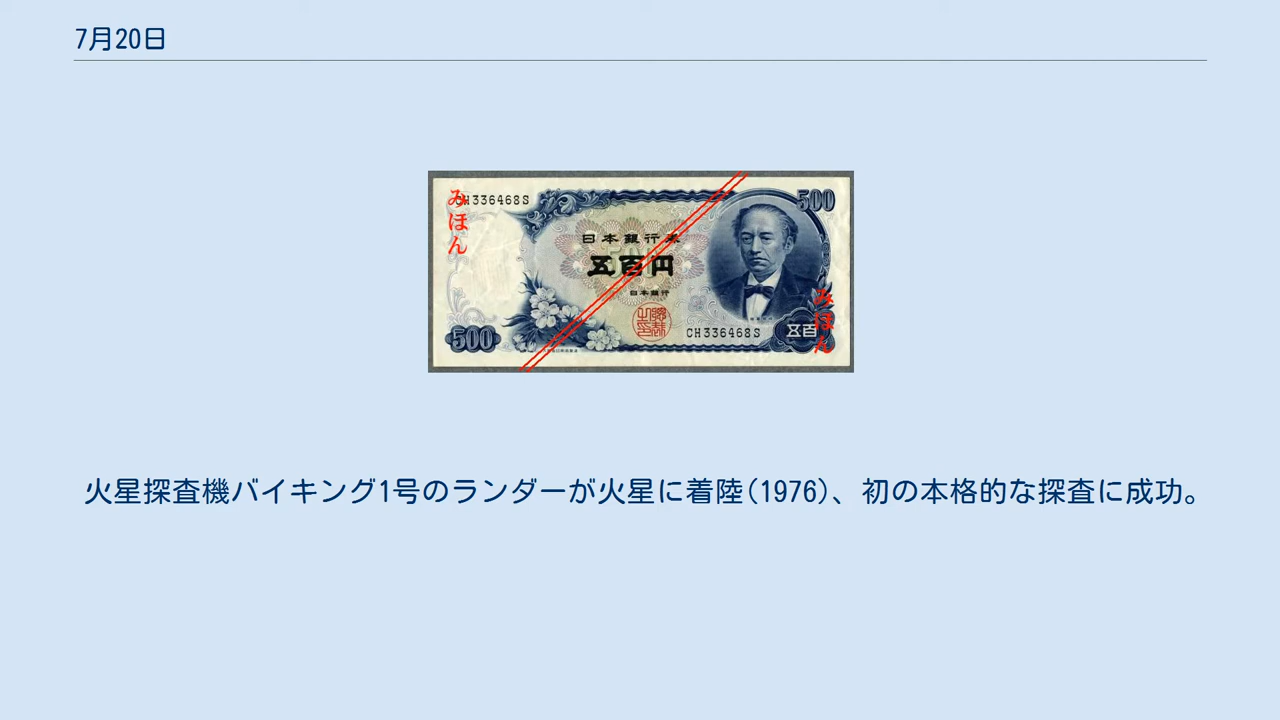 7月20日
みほん
CH336468S
500
日本銀行券
五百円
日本銀行
CH336468S
500
五百
みほん
火星探査機バイキング1号のランダーが火星に着陸(1976)、初の本格的な探査に成功。